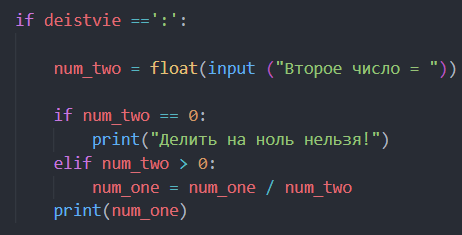 if deistvie ==':':
num_two = float(input ("Второе число = "))
if num_two == 0:
print("Делить на ноль нельзя!")
elif num_two > 0:
num_one = num_one / num_two
print(num_one)